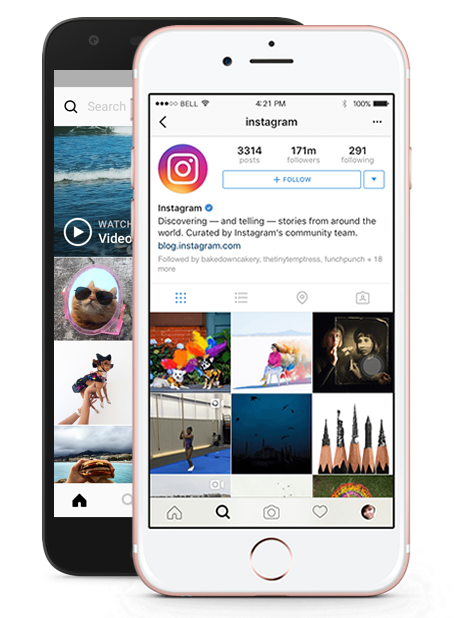 Search
WATCH
Video
●●●○○ BELL 4:21 PM 100%
instagram
3314 171m 291
posts followers following
+ FOLLOW
Instagram
Discovering — and telling — stories from around the
world. Curated by Instagram's community team.
blog.instagram.com
Followed by bakedowncakery, thetinytemptress, funchpunch + 18
more